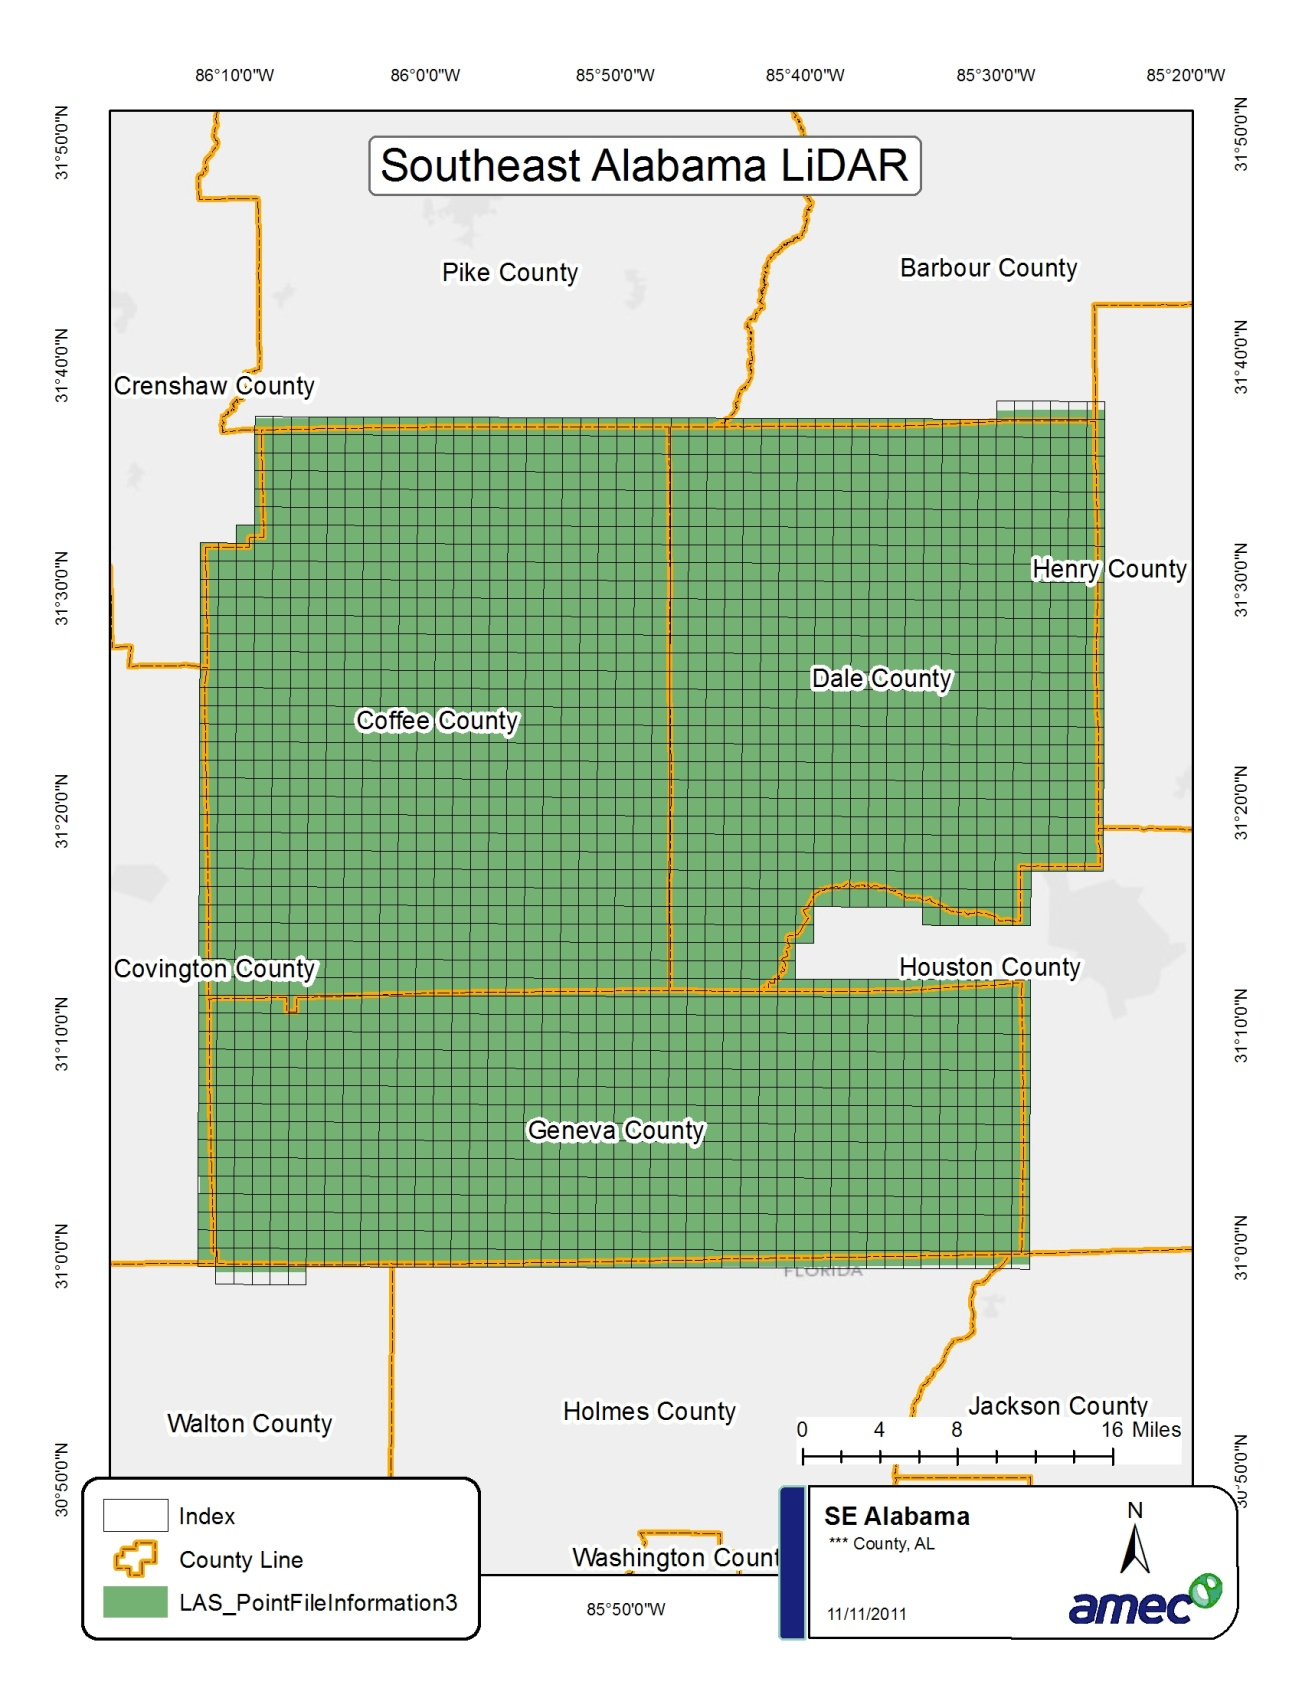 86°10'0"W 86°0'0"W 85°50'0"W 85°40'0"W 85°30'0"W 85°20'0"W
31°50'0"N
31°50'0"N
Southeast Alabama LiDAR
Pike County
Barbour County
31°40'0"N
31°40'0"N
Crenshaw County
31°30'0"N
31°30'0"N
Henry County
Dale County
Coffee County
31°20'0"N
31°20'0"N
Covington County
Houston County
31°10'0"N
31°10'0"N
Geneva County
31°0'0"N
31°0'0"N
FLORIDA
Walton County
Holmes County
Jackson County
0 4 8 16 Miles
30°50'0"N
30°50'0"N
Index
County Line
LAS_PointFileInformation3
Washington Count
85°50'0"W
SE Alabama
*** County, AL
11/11/2011
N
amec